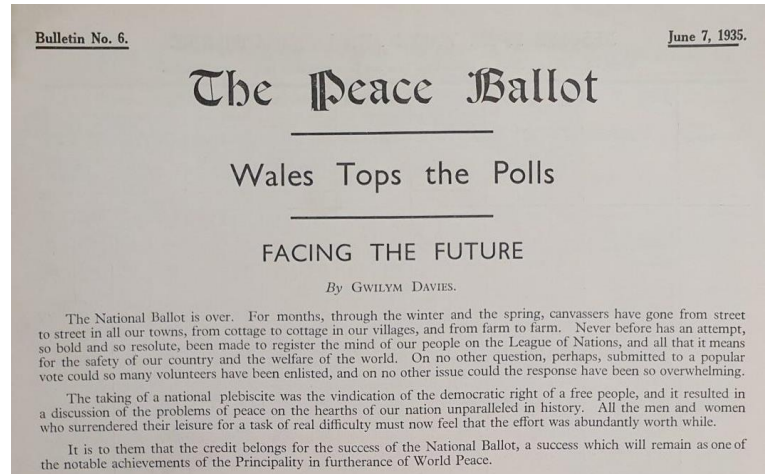 Bulletin No. 6.
June 7, 1935.
The Peace Ballot
Wales Tops the Polls
FACING THE FUTURE
By GWILYM DAVIES.
The National Ballot is over. For months, through the winter and the spring, canvassers have gone from street
to street in all our towns, from cottage to cottage in our villages, and from farm to farm. Never before has an attempt,
so bold and so resolute, been made to register the mind of our people on the League of Nations, and all that it means
for the safety of our country and the welfare of the world. On no other question, perhaps, submitted to a popular
vote could so many volunteers have been enlisted, and on no other issue could the response have been so overwhelming.
The taking of a national plebiscite was the vindication of the democratic right of a free people, and it resulted in
a discussion of the problems of peace on the hearths of our nation unparalleled in history. All the men and women
who surrendered their leisure for a task of real difficulty must now feel that the effort was abundantly worth while.
It is to them that the credit belongs for the success of the National Ballot, a success which will remain as one of
the notable achievements of the Principality in furtherance of World Peace.